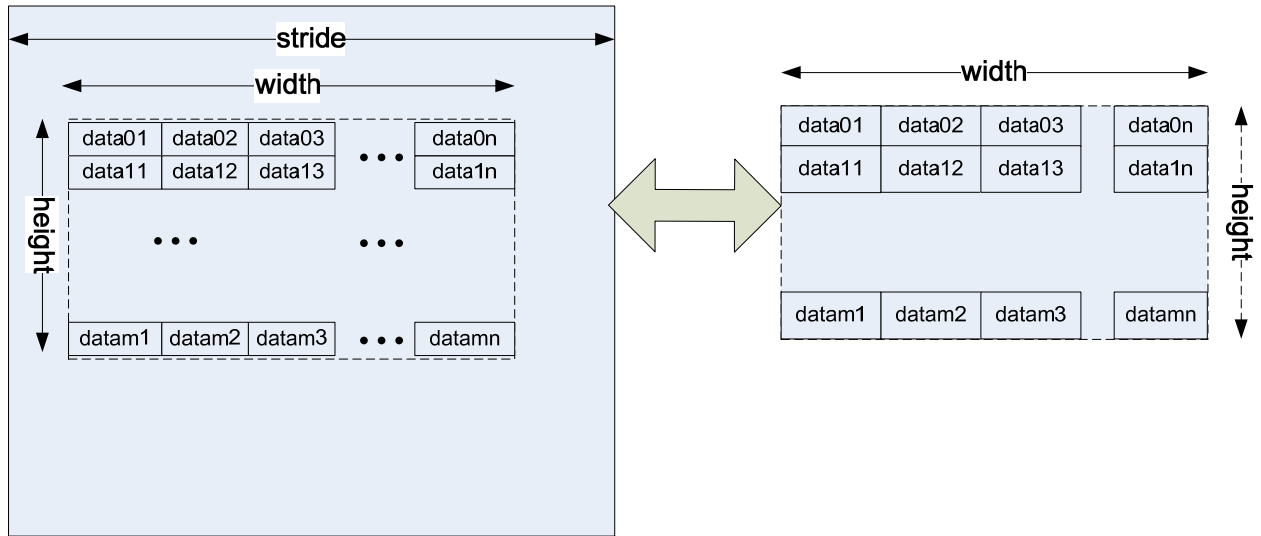 stride
width
data01 data02 data03 ... data0n
data11 data12 data13 data1n
height
... ...
datam1 datam2 datam3 ... datamn
width
data01 data02 data03 data0n
data11 data12 data13 data1n
height
datam1 datam2 datam3 datamn